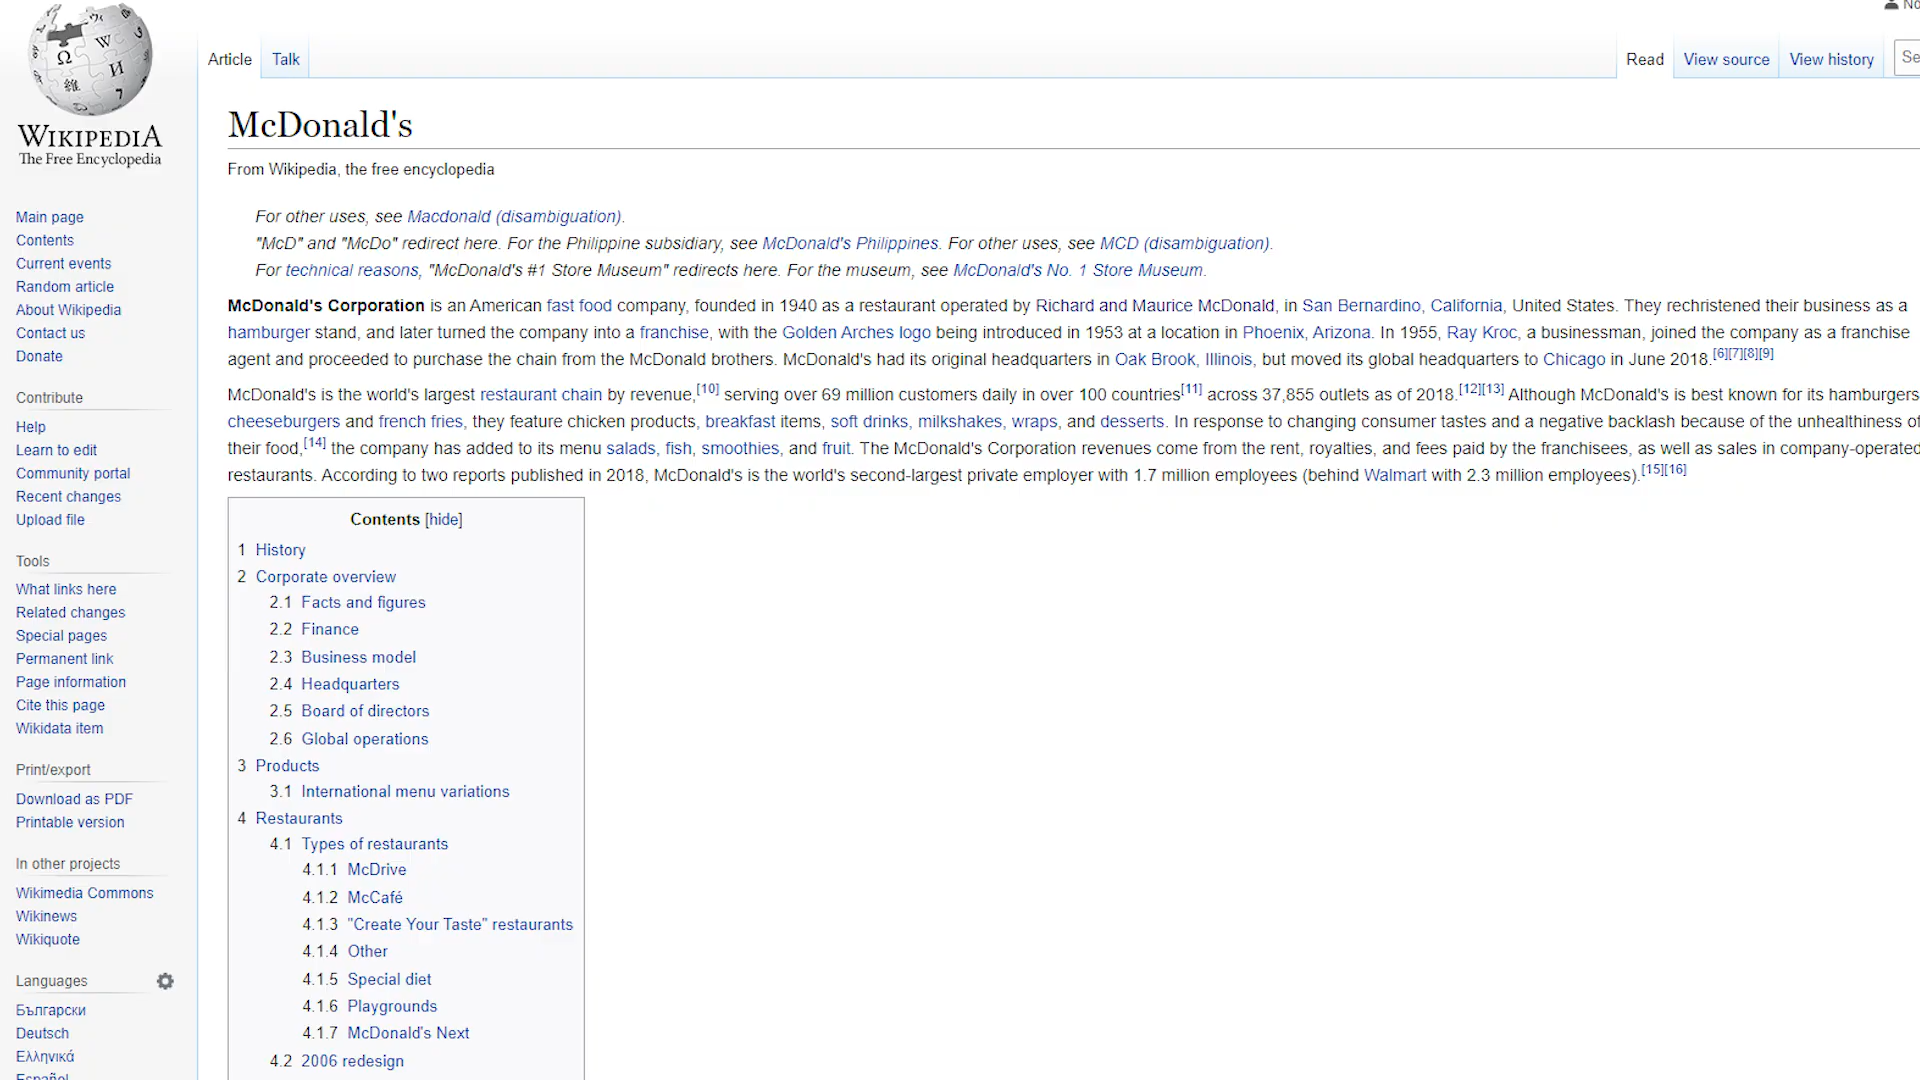 No
Article
Talk
Read
View source
View history
Se
WIKIPEDIA
The Free Encyclopedia
McDonald's
From Wikipedia, the free encyclopedia
For other uses, see Macdonald (disambiguation).
"McD" and "McDo" redirect here. For the Philippine subsidiary, see McDonald's Philippines. For other uses, see MCD (disambiguation).
For technical reasons, "McDonald's #1 Store Museum" redirects here. For the museum, see McDonald's No. 1 Store Museum.
McDonald's Corporation is an American fast food company, founded in 1940 as a restaurant operated by Richard and Maurice McDonald, in San Bernardino, California, United States. They rechristened their business as a
hamburger stand, and later turned the company into a franchise, with the Golden Arches logo being introduced in 1953 at a location in Phoenix, Arizona. In 1955, Ray Kroc, a businessman, joined the company as a franchise
agent and proceeded to purchase the chain from the McDonald brothers. McDonald's had its original headquarters in Oak Brook, Illinois, but moved its global headquarters to Chicago in June 2018.[6][7][8][9]
McDonald's is the world's largest restaurant chain by revenue,[10] serving over 69 million customers daily in over 100 countries[11] across 37,855 outlets as of 2018.[12][13] Although McDonald's is best known for its hamburgers
cheeseburgers and french fries, they feature chicken products, breakfast items, soft drinks, milkshakes, wraps, and desserts. In response to changing consumer tastes and a negative backlash because of the unhealthiness of
their food,[14] the company has added to its menu salads, fish, smoothies, and fruit. The McDonald's Corporation revenues come from the rent, royalties, and fees paid by the franchisees, as well as sales in company-operated
restaurants. According to two reports published in 2018, McDonald's is the world's second-largest private employer with 1.7 million employees (behind Walmart with 2.3 million employees).[15][16]
Contents [hide]
1 History
2 Corporate overview
2.1 Facts and figures
2.2 Finance
2.3 Business model
2.4 Headquarters
2.5 Board of directors
2.6 Global operations
3 Products
3.1 International menu variations
4 Restaurants
4.1 Types of restaurants
4.1.1 McDrive
4.1.2 McCafé
4.1.3 "Create Your Taste" restaurants
4.1.4 Other
4.1.5 Special diet
4.1.6 Playgrounds
4.1.7 McDonald's Next
4.2 2006 redesign
Main page
Contents
Current events
Random article
About Wikipedia
Contact us
Donate
Contribute
Help
Learn to edit
Community portal
Recent changes
Upload file
Tools
What links here
Related changes
Special pages
Permanent link
Page information
Cite this page
Wikidata item
Print/export
Download as PDF
Printable version
In other projects
Wikimedia Commons
Wikinews
Wikiquote
Languages
Български
Deutsch
Ελληνικά
Español